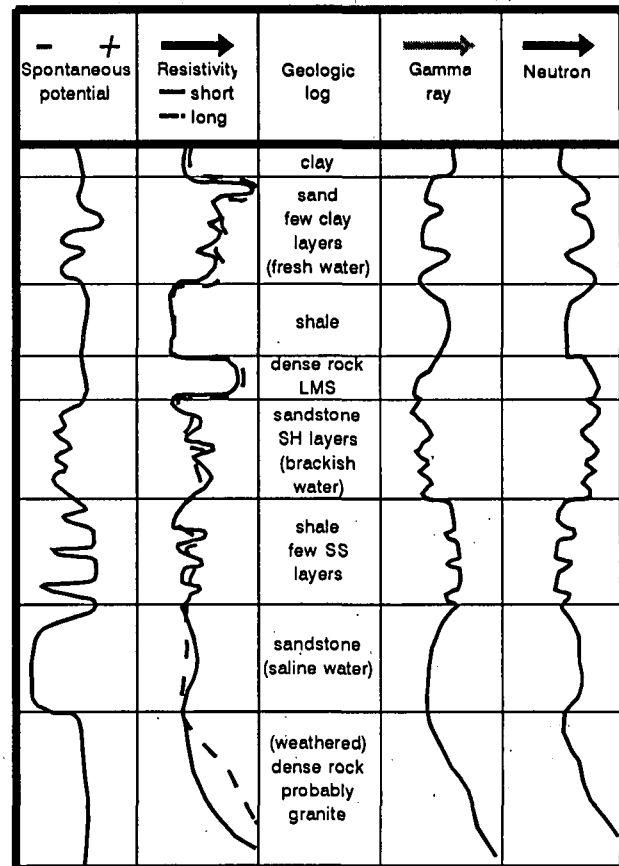 - +
Spontaneous
potential
Resistivity
short
long
Geologic
log
Gamma
ray
Neutron
clay
sand
few clay
layers
(fresh water)
shale
dense rock
LMS
sandstone
SH layers
(brackish
water)
shale
few SS
layers
sandstone
(saline water)
(weathered)
dense rock
probably
granite